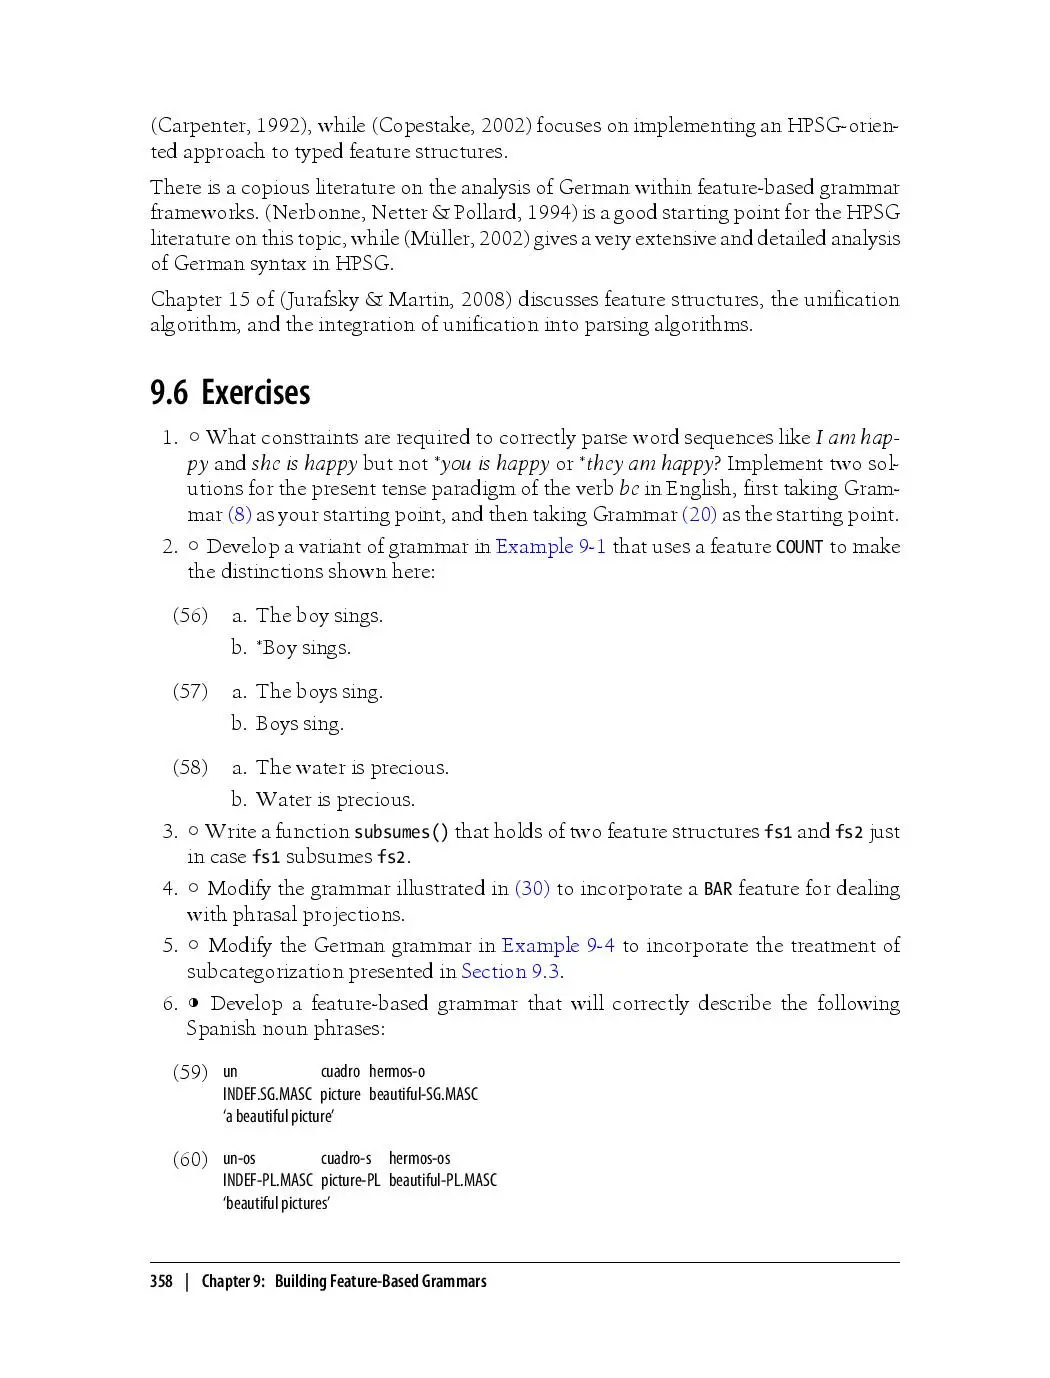 (Carpenter, 1992), while (Copestake, 2002) focuses on implementing an HPSG-orien-
ted approach to typed feature structures.
There is a copious literature on the analysis of German within feature-based grammar
frameworks. (Nerbonne, Netter & Pollard, 1994) is a good starting point for the HPSG
literature on this topic, while (Müller, 2002) gives a very extensive and detailed analysis
of German syntax in HPSG.
Chapter 15 of (Jurafsky & Martin, 2008) discusses feature structures, the unification
algorithm, and the integration of unification into parsing algorithms.
9.6 Exercises
1. ○ What constraints are required to correctly parse word sequences like I am hap-
py and she is happy but not *you is happy or *they am happy? Implement two sol-
utions for the present tense paradigm of the verb be in English, first taking Gram-
mar (8) as your starting point, and then taking Grammar (20) as the starting point.
2. ○ Develop a variant of grammar in Example 9-1 that uses a feature COUNT to make
the distinctions shown here:
(56) a. The boy sings.
b. *Boy sings.
(57) a. The boys sing.
b. Boys sing.
(58) a. The water is precious.
b. Water is precious.
3. ○ Write a function subsumes() that holds of two feature structures fs1 and fs2 just
in case fs1 subsumes fs2.
4. ○ Modify the grammar illustrated in (30) to incorporate a BAR feature for dealing
with phrasal projections.
5. ○ Modify the German grammar in Example 9-4 to incorporate the treatment of
subcategorization presented in Section 9.3.
6. ◑ Develop a feature-based grammar that will correctly describe the following
Spanish noun phrases:
(59) un cuadro hermos-o
INDEF.SG.MASC picture beautiful-SG.MASC
‘a beautiful picture’
(60) un-os cuadro-s hermos-os
INDEF-PL.MASC picture-PL beautiful-PL.MASC
‘beautiful pictures’
358 | Chapter 9: Building Feature-Based Grammars